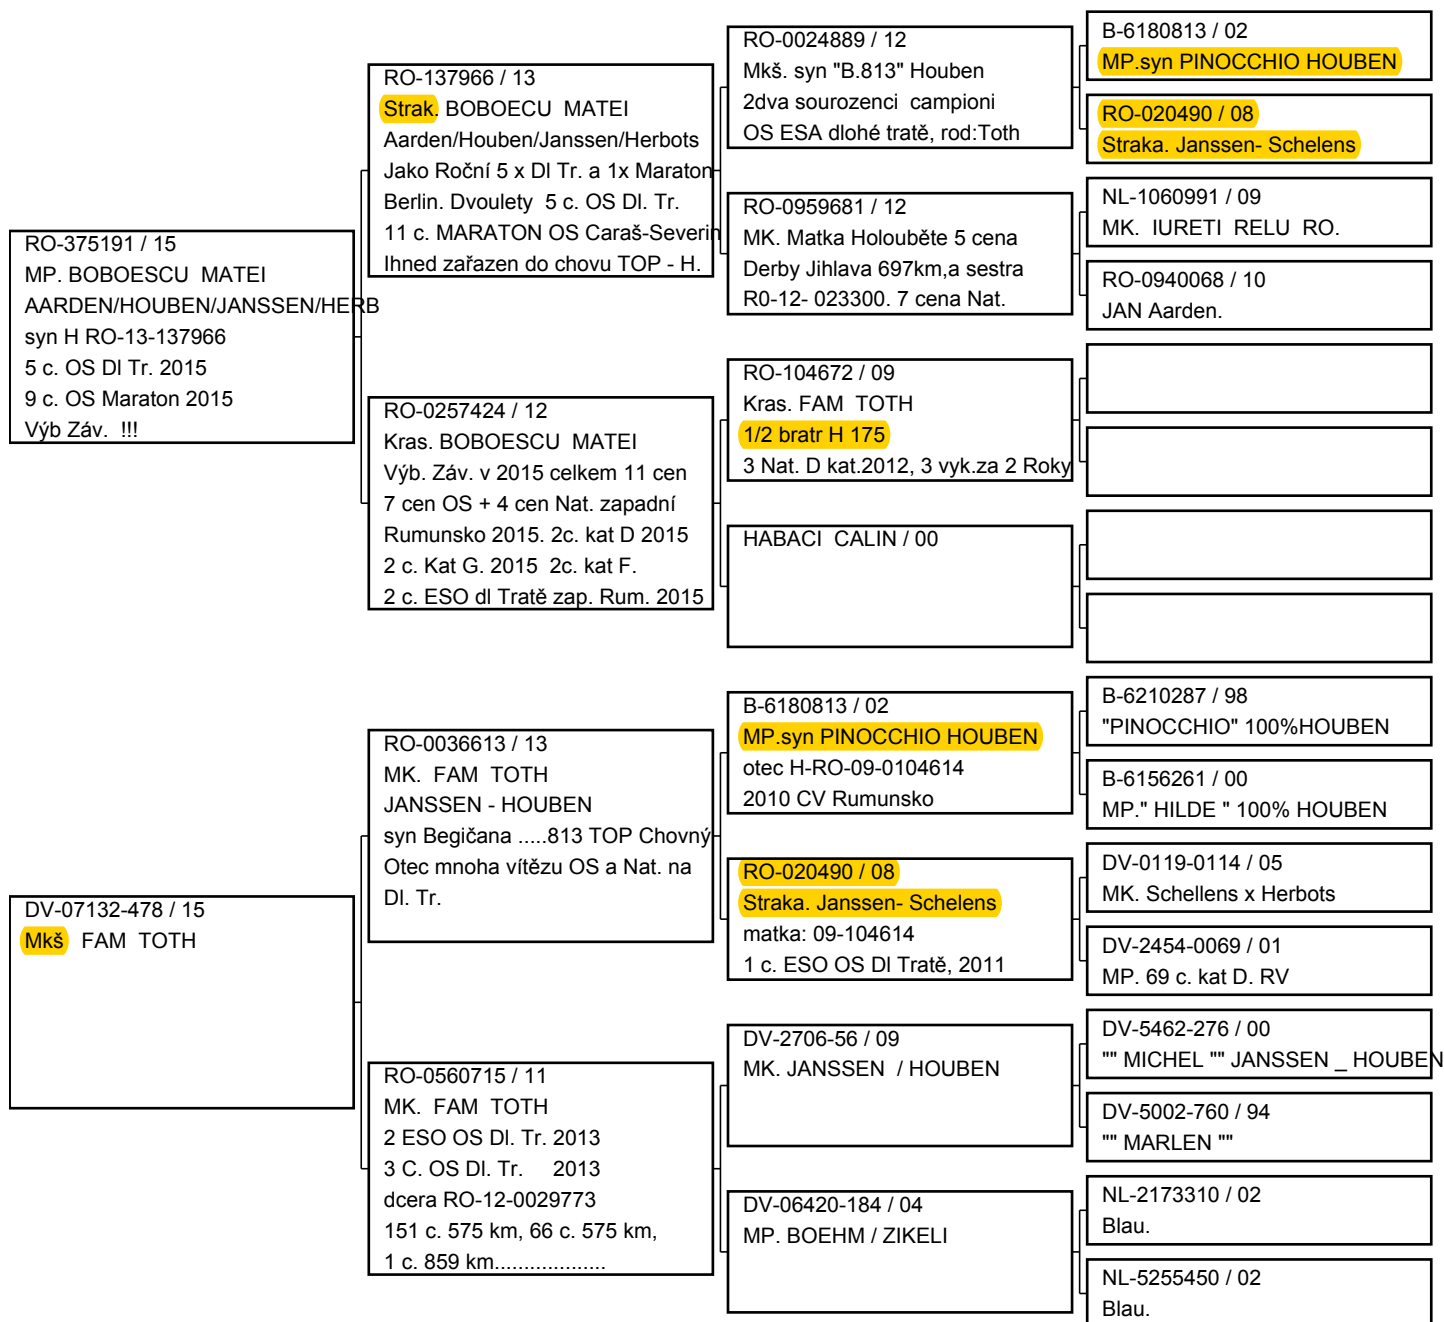 RO-375191 / 15
MP. BOBOESCU MATEI
AARDEN/HOUBEN/JANSSEN/HERB
syn H RO-13-137966
5 c. OS Dl Tr. 2015
9 c. OS Maraton 2015
Výb Záv. !!!
DV-07132-478 / 15
Mkš FAM TOTH
RO-137966 / 13
Strak. BOBOECU MATEI
Aarden/Houben/Janssen/Herbots
Jako Roční 5 x Dl Tr. a 1x Maraton
Berlin. Dvoulety 5 c. OS Dl. Tr.
11 c. MARATON OS Caraš-Severin
Ihned zařazen do chovu TOP - H.
RO-0257424 / 12
Kras. BOBOESCU MATEI
Výb. Záv. v 2015 celkem 11 cen
7 cen OS + 4 cen Nat. zapadní
Rumunsko 2015. 2c. kat D 2015
2 c. Kat G. 2015 2c. kat F.
2 c. ESO dl Tratě zap. Rum. 2015
RO-0036613 / 13
MK. FAM TOTH
JANSSEN - HOUBEN
syn Begičana .....813 TOP Chovný
Otec mnoha vítězu OS a Nat. na
Dl. Tr.
RO-0560715 / 11
MK. FAM TOTH
2 ESO OS Dl. Tr. 2013
3 C. OS Dl. Tr. 2013
dcera RO-12-0029773
151 c. 575 km, 66 c. 575 km,
1 c. 859 km...................
RO-0024889 / 12
Mkš. syn "B.813" Houben
2dva sourozenci campioni
OS ESA dlohé tratě, rod:Toth
RO-0959681 / 12
MK. Matka Holouběte 5 cena
Derby Jihlava 697km,a sestra
R0-12- 023300. 7 cena Nat.
RO-104672 / 09
Kras. FAM TOTH
1/2 bratr H 175
3 Nat. D kat.2012, 3 vyk.za 2 Roky
HABACI CALIN / 00
B-6180813 / 02
MP.syn PINOCCHIO HOUBEN
otec H-RO-09-0104614
2010 CV Rumunsko
RO-020490 / 08
Straka. Janssen- Schelens
matka: 09-104614
1 c. ESO OS Dl Tratě, 2011
DV-2706-56 / 09
MK. JANSSEN / HOUBEN
DV-06420-184 / 04
MP. BOEHM / ZIKELI
B-6180813 / 02
MP.syn PINOCCHIO HOUBEN
RO-020490 / 08
Straka. Janssen- Schelens
NL-1060991 / 09
MK. IURETI RELU RO.
RO-0940068 / 10
JAN Aarden.
B-6210287 / 98
"PINOCCHIO" 100%HOUBEN
B-6156261 / 00
MP." HILDE " 100% HOUBEN
DV-0119-0114 / 05
MK. Schellens x Herbots
DV-2454-0069 / 01
MP. 69 c. kat D. RV
DV-5462-276 / 00
"" MICHEL "" JANSSEN _ HOUBEN
DV-5002-760 / 94
"" MARLEN ""
NL-2173310 / 02
Blau.
NL-5255450 / 02
Blau.